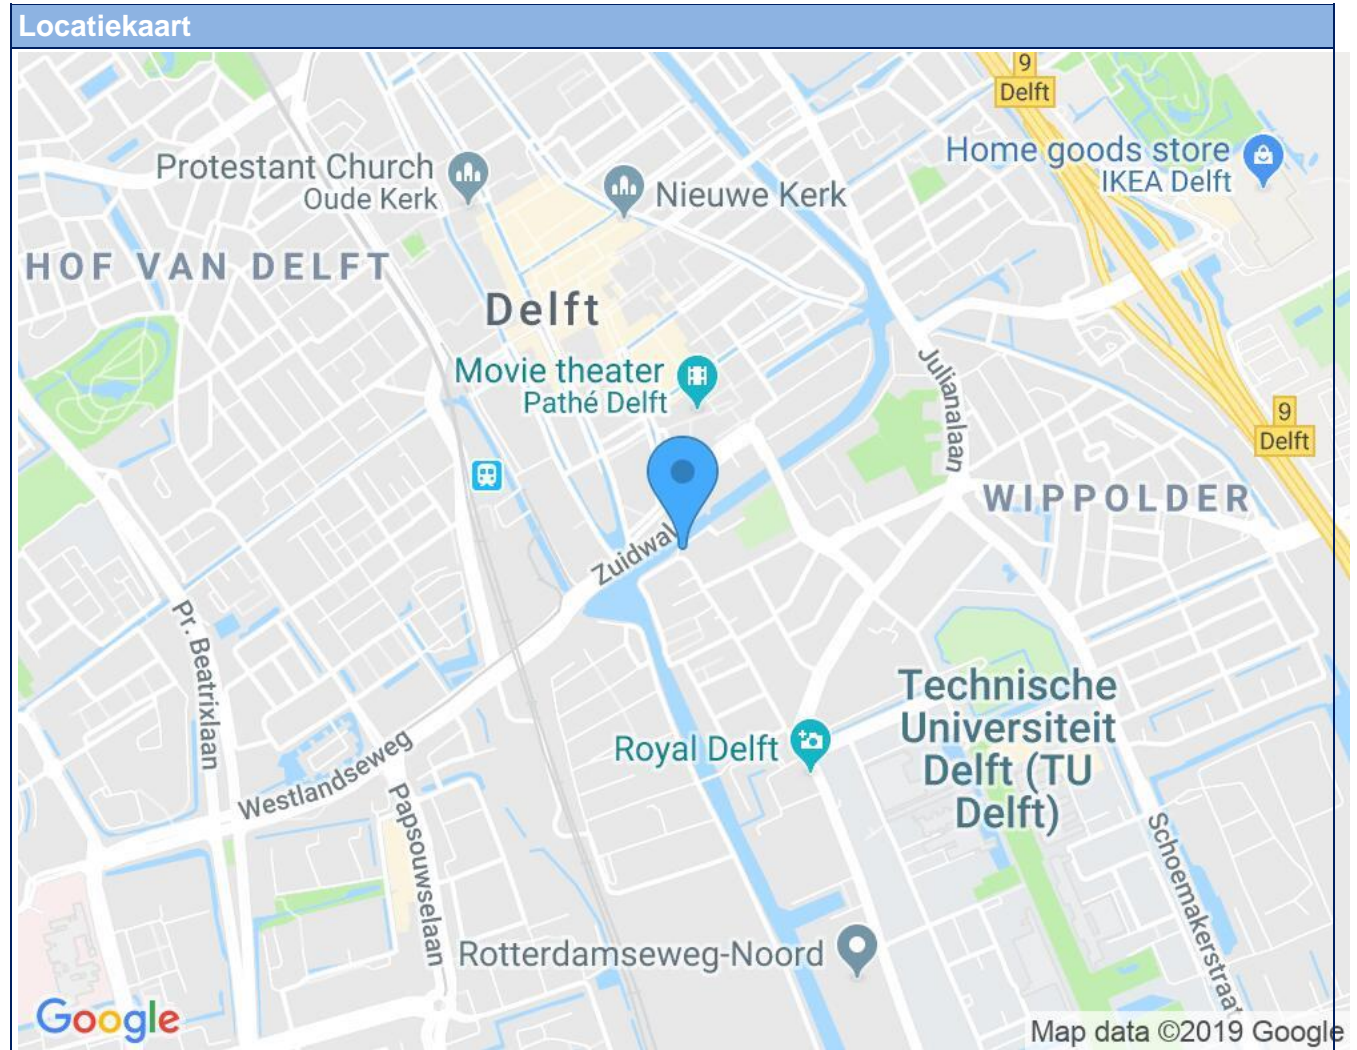 Locatiekaart
9
Delft
Home goods store
IKEA Delft
Protestant Church
Oude Kerk
Nieuwe Kerk
HOF VAN DELFT
Delft
Movie theater
Pathé Delft
Julianalaan
9
Delft
WIPPOLDER
Zuidwal
Pr. Beatrixlaan
Technische
Universiteit
Delft (TU
Delft)
Royal Delft
Westlandseweg
Papsouwselaan
Schoemakerstraat
Rotterdamseweg-Noord
Google
Map data ©2019 Google